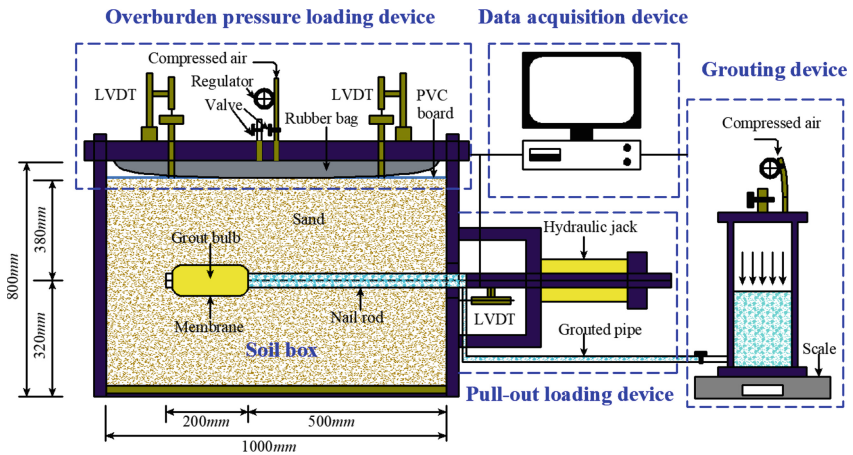 Overburden pressure loading device
Data acquisition device
Grouting device
Compressed air
LVDT
Regulator
Valve
Rubber bag
LVDT
PVC
board
Compressed air
Sand
Grout bulb
Membrane
Nail rod
Soil box
Hydraulic jack
LVDT
Grouted pipe
Pull-out loading device
Scale
800mm
380mm
320mm
200mm
500mm
1000mm